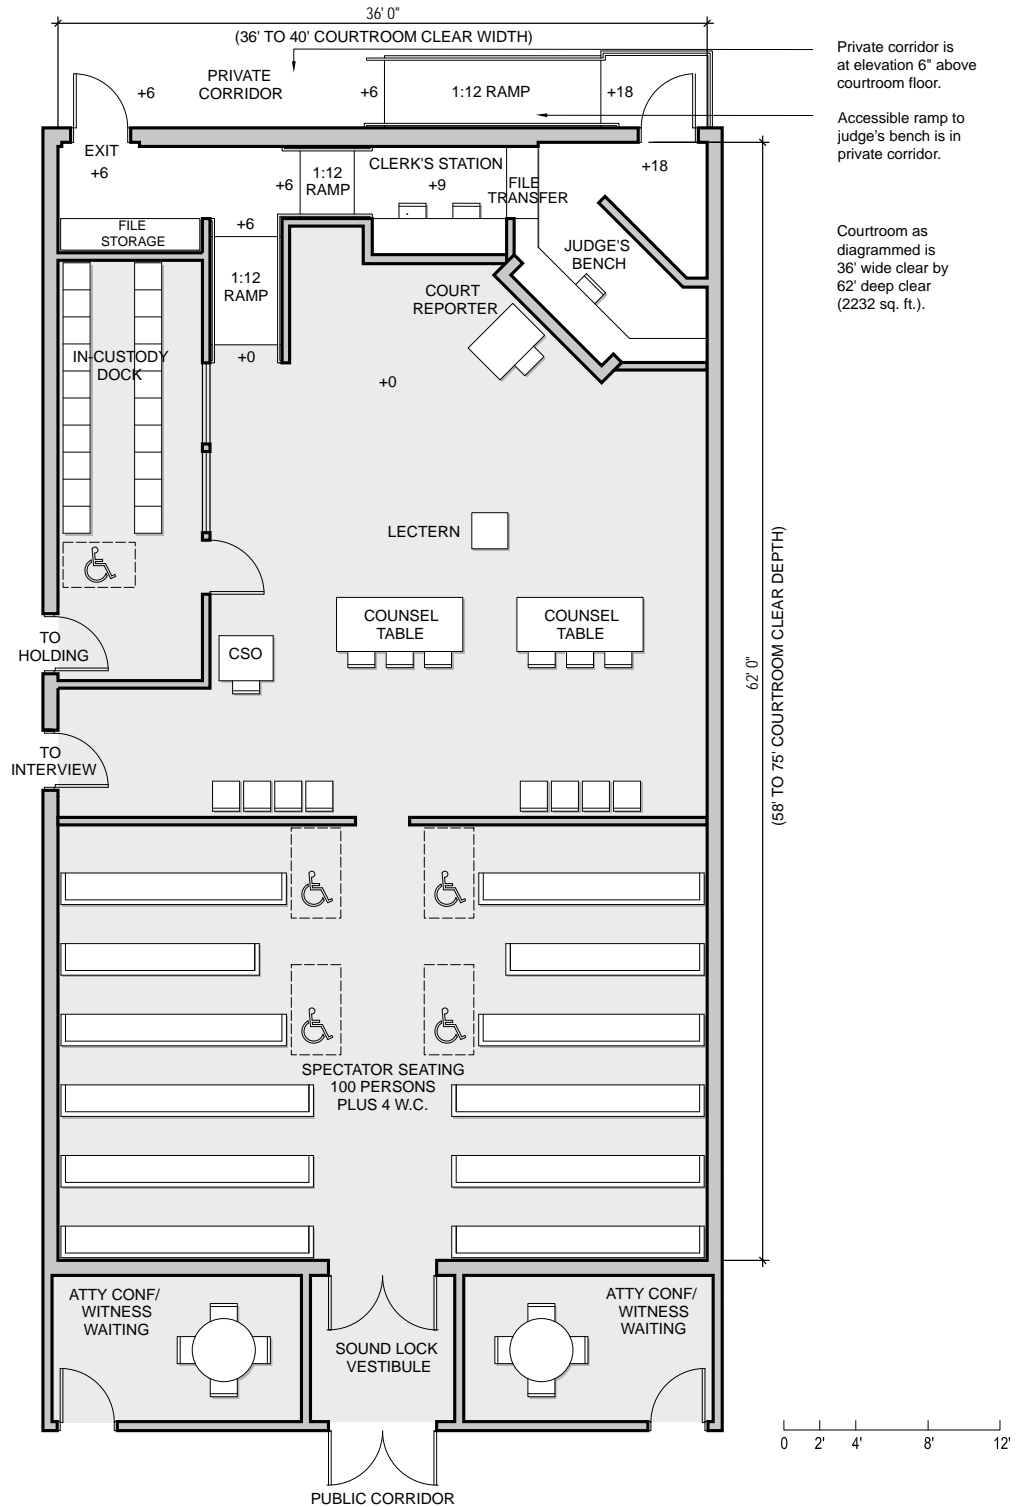 36' 0"
(36' TO 40' COURTROOM CLEAR WIDTH)
PRIVATE
CORRIDOR
+6
+6
1:12 RAMP
+18
Private corridor is
at elevation 6" above
courtroom floor.
Accessible ramp to
judge's bench is in
private corridor.
EXIT
+6
+6
1:12
RAMP
CLERK'S STATION
+9
FILE
TRANSFER
+18
FILE
STORAGE
+6
JUDGE'S
BENCH
Courtroom as
diagrammed is
36' wide clear by
62' deep clear
(2232 sq. ft.).
1:12
RAMP
COURT
REPORTER
IN-CUSTODY
DOCK
+0
+0
LECTERN
62' 0"
(58' TO 75' COURTROOM CLEAR DEPTH)
COUNSEL
TABLE
COUNSEL
TABLE
TO
HOLDING
CSO
TO
INTERVIEW
SPECTATOR SEATING
100 PERSONS
PLUS 4 W.C.
ATTY CONF/
WITNESS
WAITING
SOUND LOCK
VESTIBULE
ATTY CONF/
WITNESS
WAITING
0 2' 4' 8' 12'
PUBLIC CORRIDOR